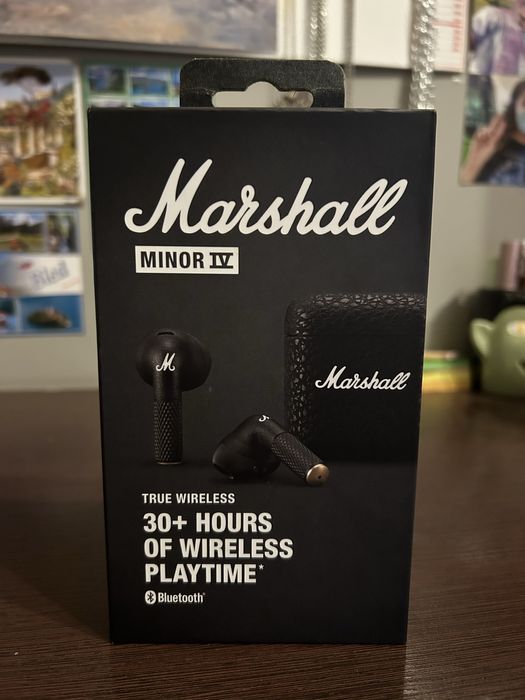 Marshall
MINOR IV
M
Marshall
TRUE WIRELESS
30+ HOURS
OF WIRELESS
PLAYTIME*
Bluetooth®